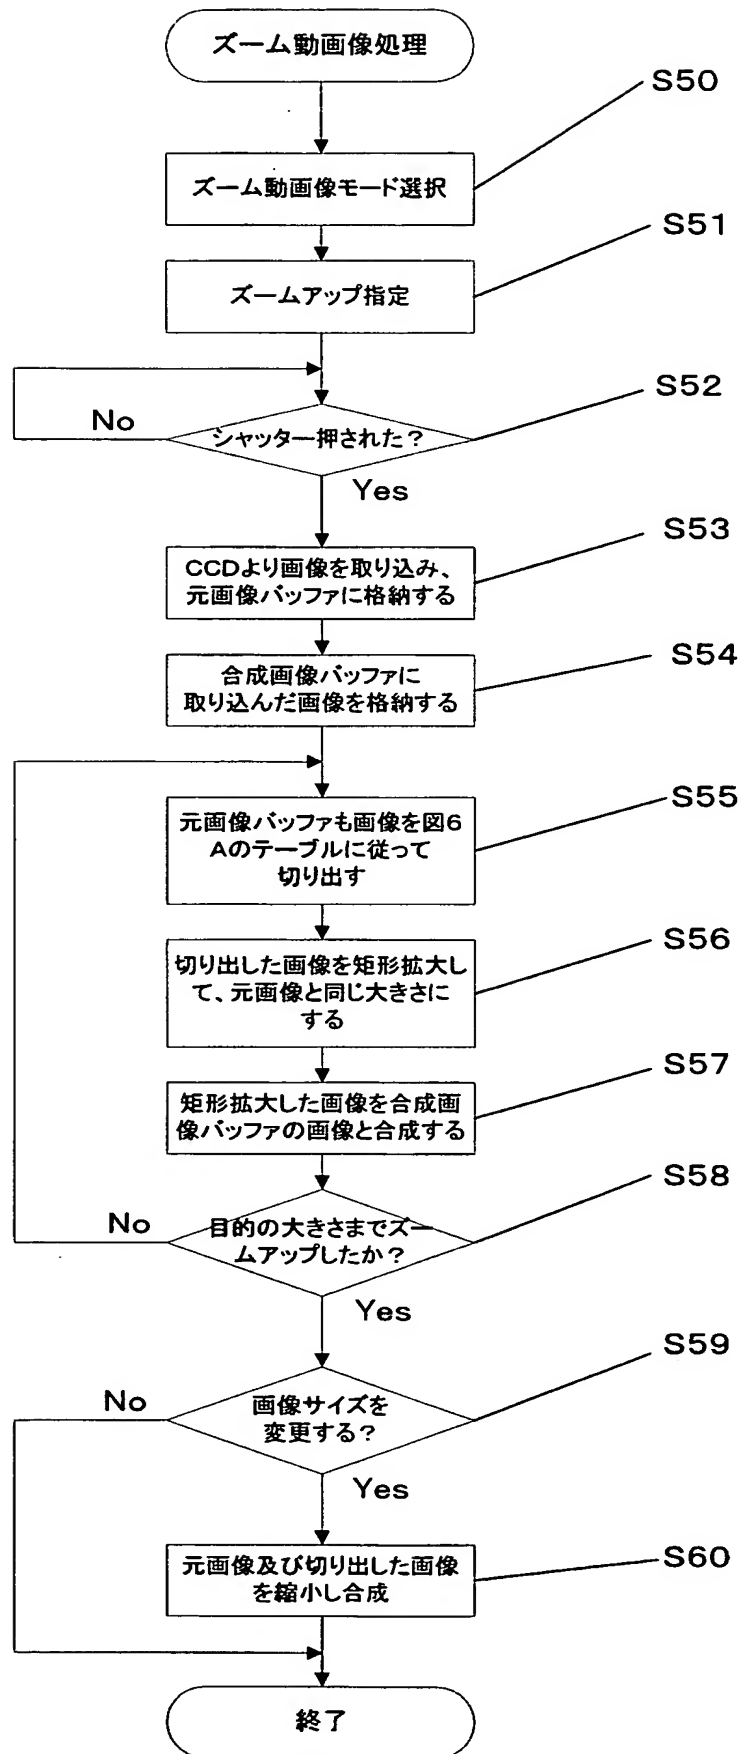 ズーム動画像処理
S50
ズーム動画像モード選択
S51
ズームアップ指定
S52
No
シャッター押された?
Yes
S53
CCDより画像を取り込み、
元画像バッファに格納する
S54
合成画像バッファに
取り込んだ画像を格納する
S55
元画像バッファも画像を図6
Aのテーブルに従って
切り出す
S56
切り出した画像を矩形拡大し
て、元画像と同じ大きさに
する
S57
矩形拡大した画像を合成画
像バッファの画像と合成する
S58
No
目的の大きさまでズー
ムアップしたか?
Yes
S59
No
画像サイズを
変更する?
Yes
S60
元画像及び切り出した画像
を縮小し合成
終了